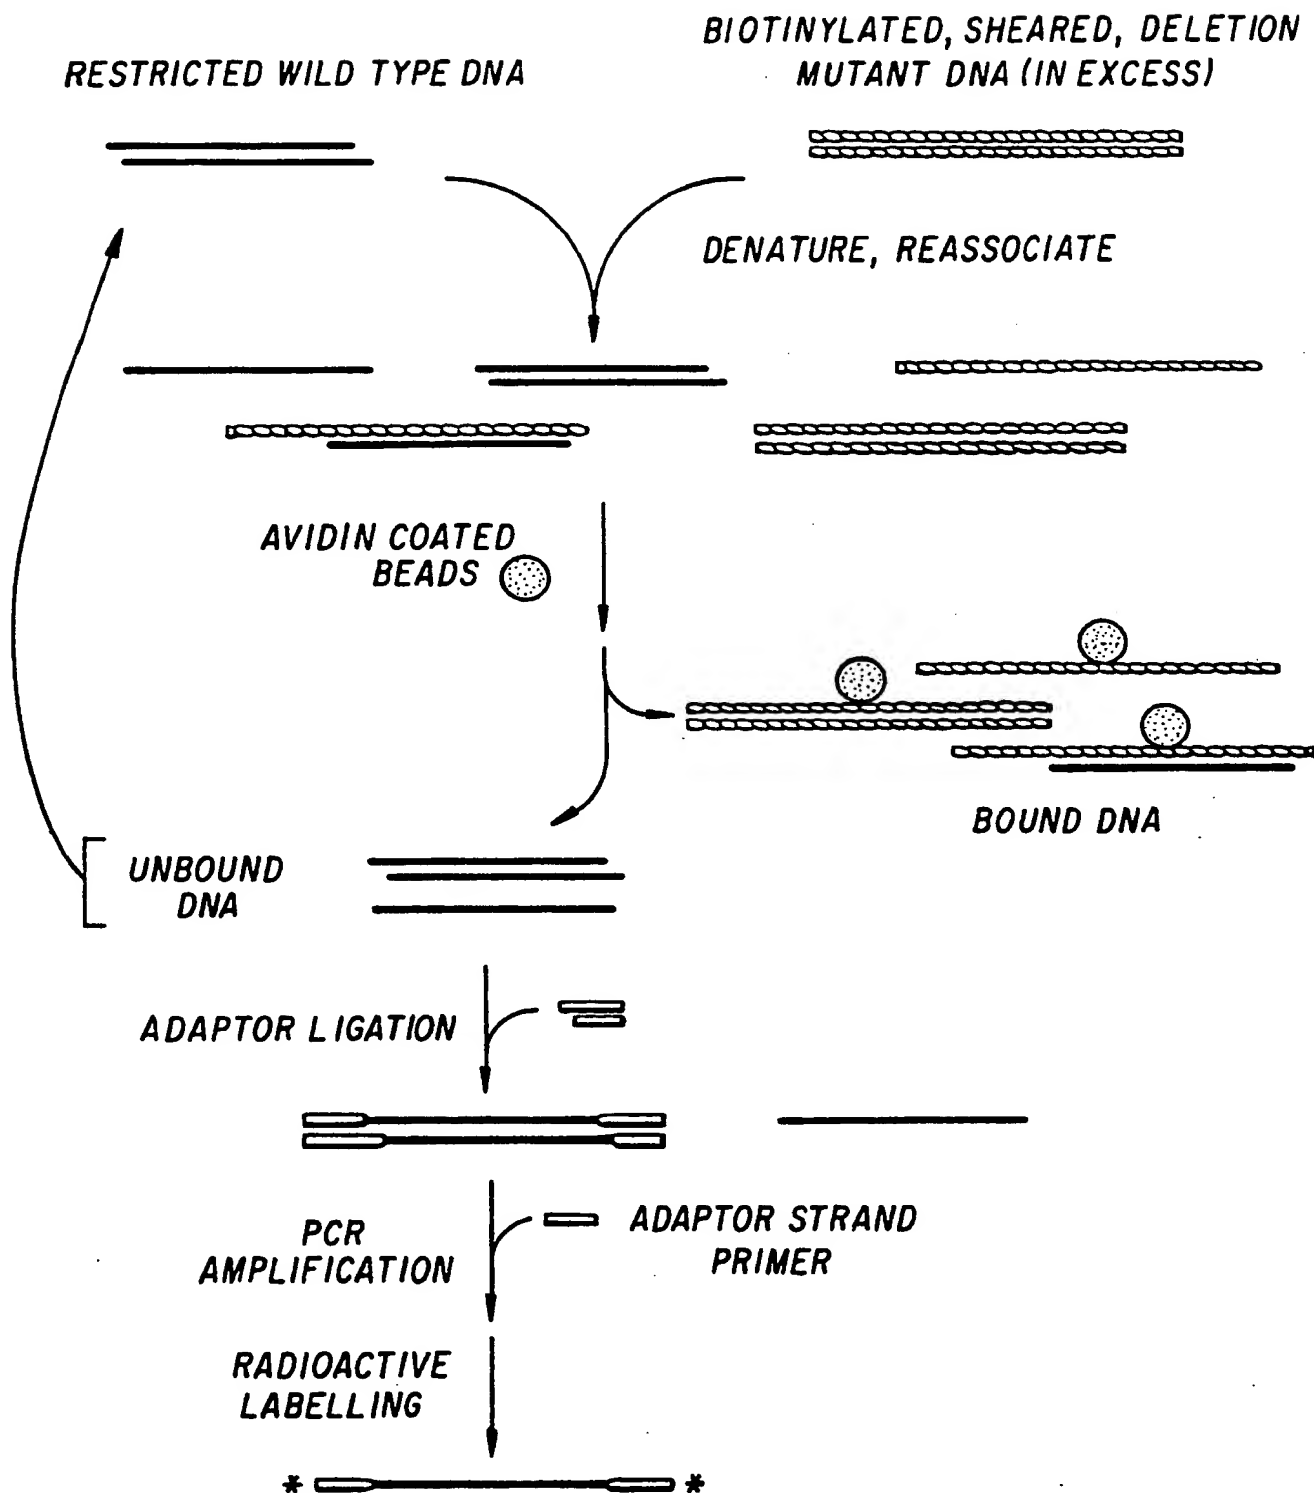 RESTRICTED WILD TYPE DNA
BIOTINYLATED, SHEARED, DELETION
MUTANT DNA (IN EXCESS)
DENATURE, REASSOCIATE
AVIDIN COATED
BEADS
BOUND DNA
UNBOUND
DNA
ADAPTOR LIGATION
PCR
AMPLIFICATION
ADAPTOR STRAND
PRIMER
RADIOACTIVE
LABELLING
* *